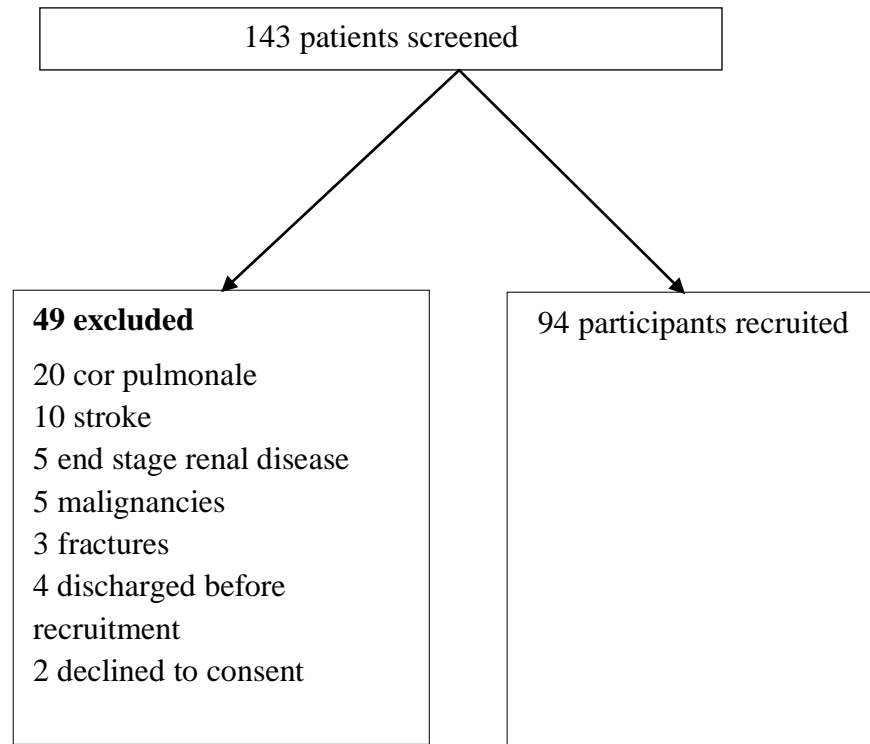 143 patients screened
49 excluded
20 cor pulmonale
10 stroke
5 end stage renal disease
5 malignancies
3 fractures
4 discharged before
recruitment
2 declined to consent
94 participants recruited